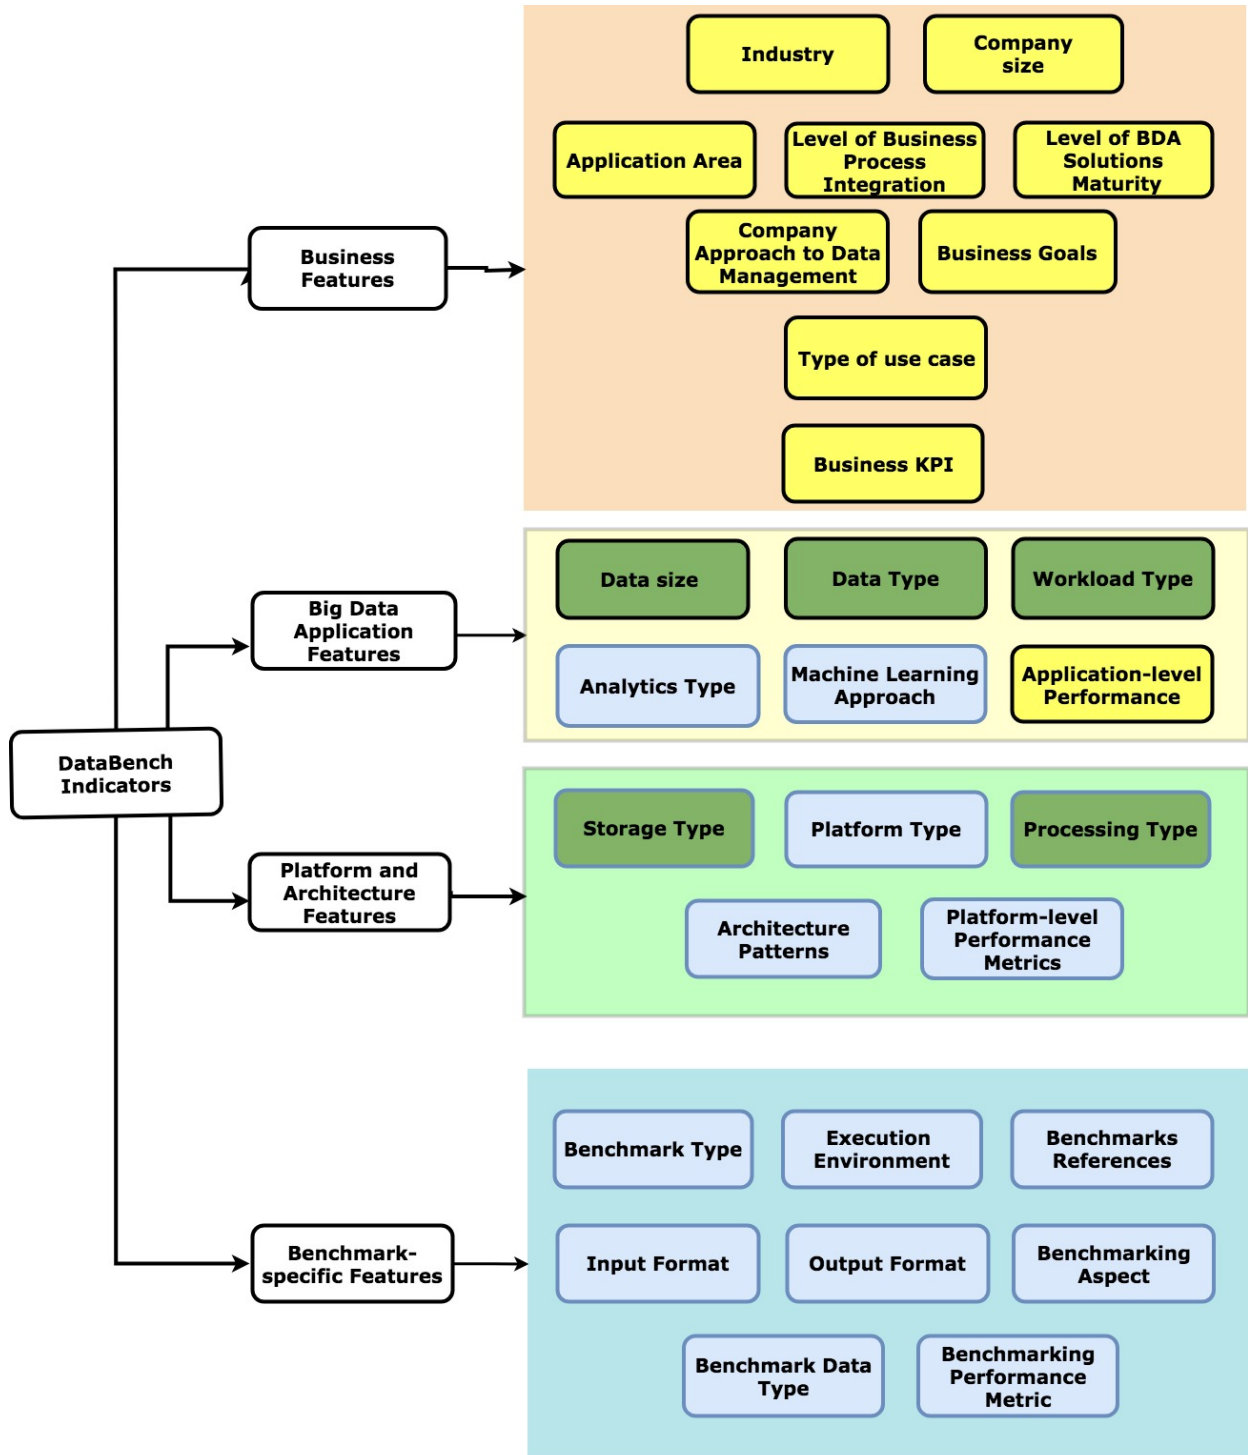 Industry
Company
size
Application Area
Level of Business
Process
Integration
Level of BDA
Solutions
Maturity
Business
Features
Company
Approach to Data
Management
Business Goals
Type of use case
Business KPI
Big Data
Application
Features
Data size
Data Type
Workload Type
Analytics Type
Machine Learning
Approach
Application-level
Performance
DataBench
Indicators
Platform and
Architecture
Features
Storage Type
Platform Type
Processing Type
Architecture
Patterns
Platform-level
Performance
Metrics
Benchmark-
specific Features
Benchmark Type
Execution
Environment
Benchmarks
References
Input Format
Output Format
Benchmarking
Aspect
Benchmark Data
Type
Benchmarking
Performance
Metric